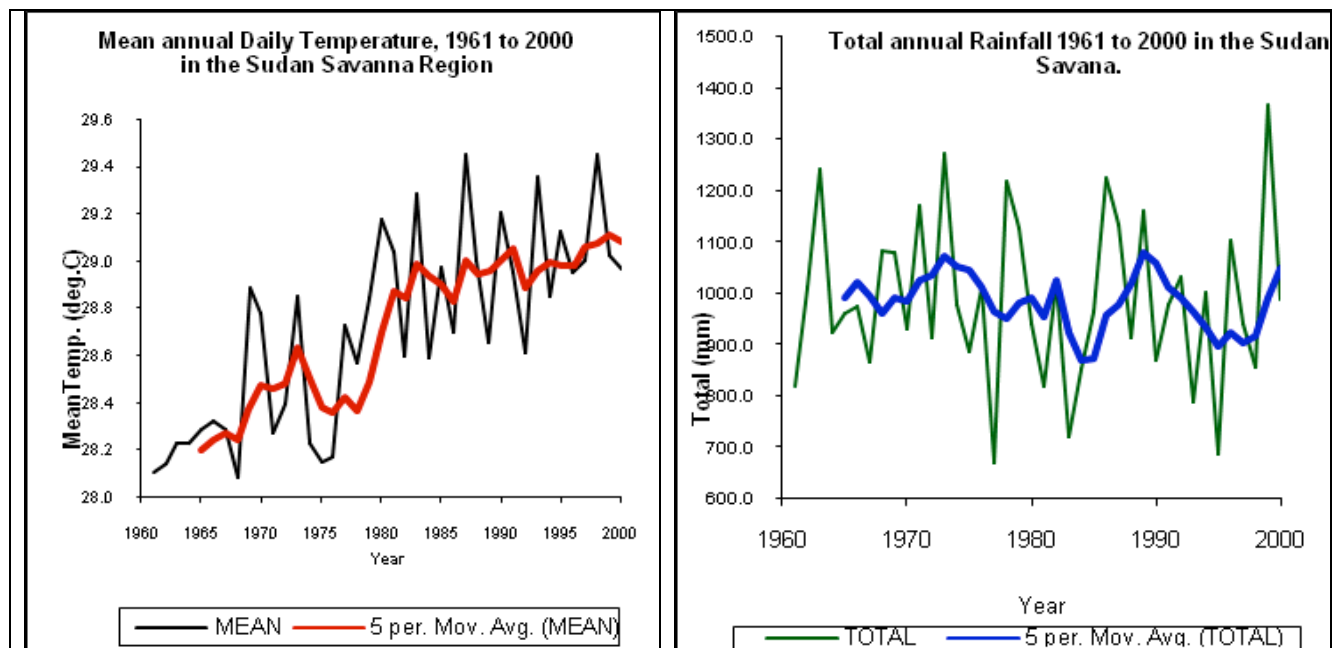 Mean annual Daily Temperature, 1961 to 2000
in the Sudan Savanna Region
29.6
29.4
29.2
29.0
28.8
28.6
28.4
28.2
28.0
MeanTemp. (deg.C)
1960 1965 1970 1975 1980 1985 1990 1995 2000
Year
MEAN 5 per. Mov. Avg. (MEAN)
Total annual Rainfall 1961 to 2000 in the Sudan
Savana.
1500.0
1400.0
1300.0
1200.0
1100.0
1000.0
900.0
800.0
700.0
600.0
Total (mm)
1960 1970 1980 1990 2000
Year
TOTAL 5 per. Mov. Avg. (TOTAL)